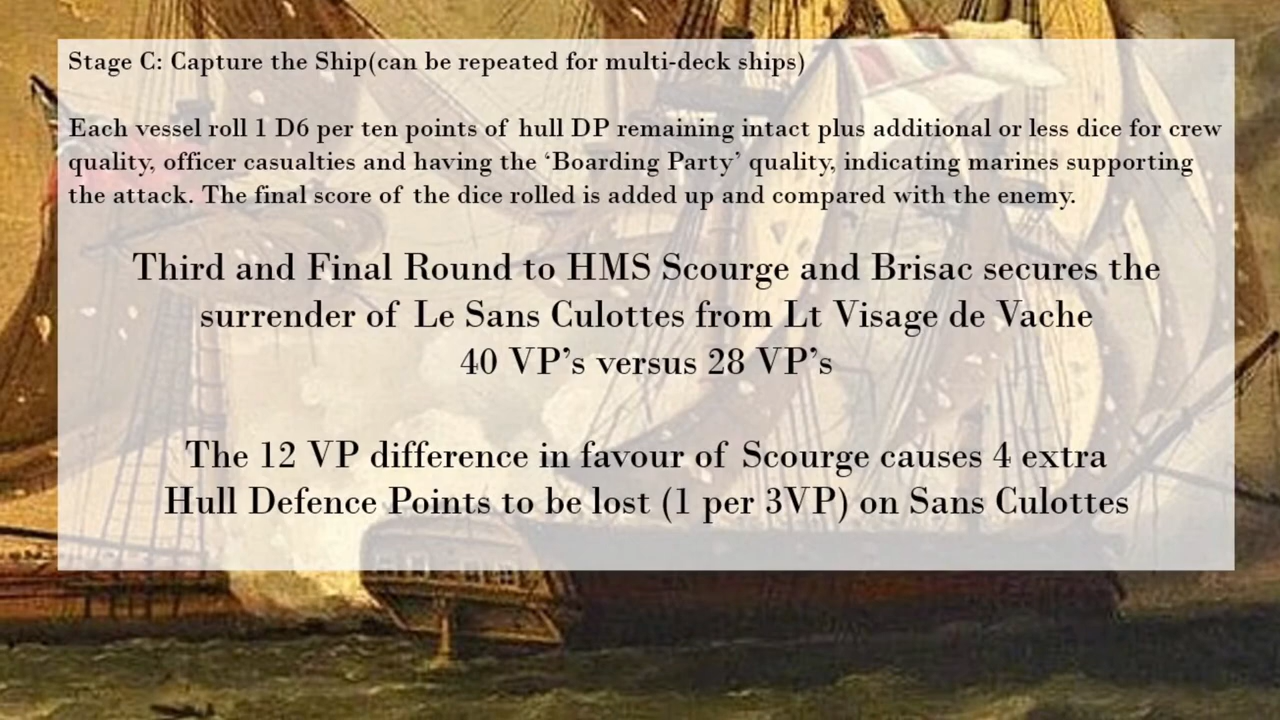 Stage C: Capture the Ship(can be repeated for multi-deck ships)
Each vessel roll 1 D6 per ten points of hull DP remaining intact plus additional or less dice for crew
quality, officer casualties and having the ‘Boarding Party’ quality, indicating marines supporting
the attack. The final score of the dice rolled is added up and compared with the enemy.
Third and Final Round to HMS Scourge and Brisac secures the
surrender of Le Sans Culottes from Lt Visage de Vache
40 VP’s versus 28 VP’s
The 12 VP difference in favour of Scourge causes 4 extra
Hull Defence Points to be lost (1 per 3VP) on Sans Culottes